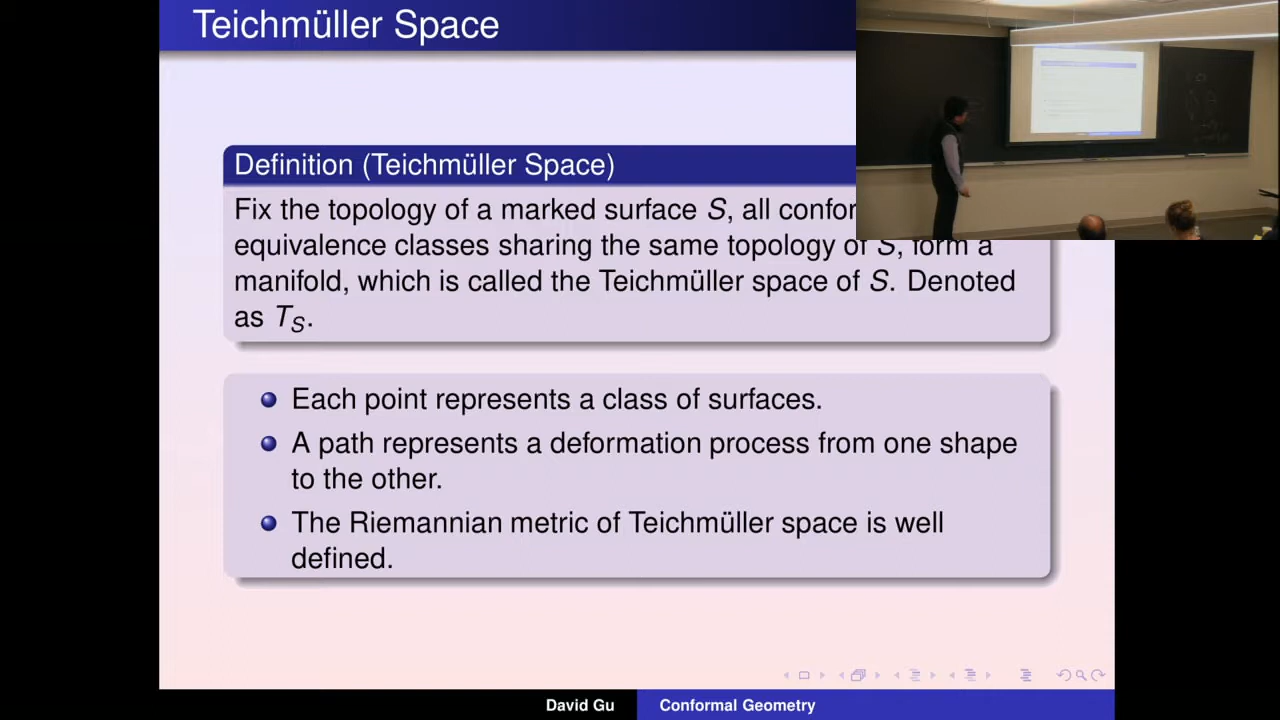 Teichmüller Space
Definition (Teichmüller Space)
Fix the topology of a marked surface S, all confor
equivalence classes sharing the same topology of S, form a
manifold, which is called the Teichmüller space of S. Denoted
as T_S.
Each point represents a class of surfaces.
A path represents a deformation process from one shape
to the other.
The Riemannian metric of Teichmüller space is well
defined.
David Gu
Conformal Geometry